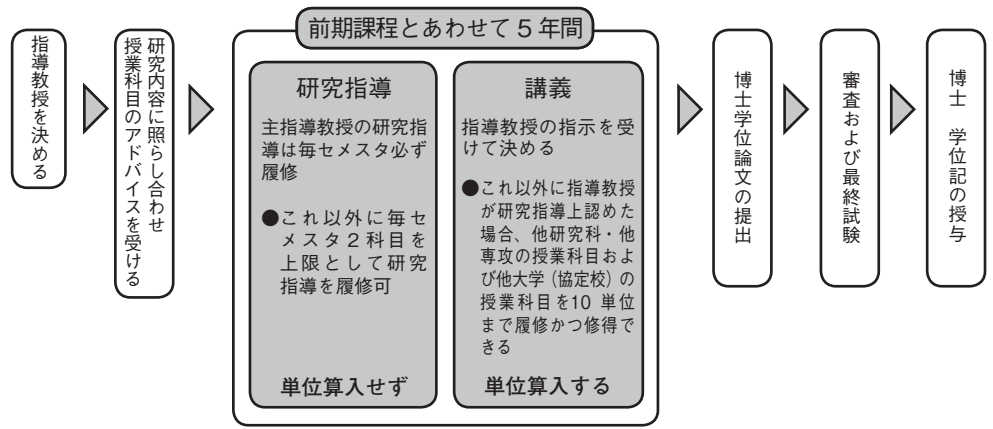 指導教授を決める
研究内容に照らし合わせ
授業科目のアドバイスを受ける
前期課程とあわせて5年間
研究指導
主指導教授の研究指
導は毎セメスタ必ず
履修
●これ以外に毎セ
メスタ2科目を
上限として研究
指導を履修可
単位算入せず
講義
指導教授の指示を受
けて決める
●これ以外に指導教授
が研究指導上認めた
場合、他研究科・他
専攻の授業科目およ
び他大学(協定校)の
授業科目を10 単位
まで履修かつ修得で
きる
単位算入する
博士学位論文の提出
審査および最終試験
博士 学位記の授与